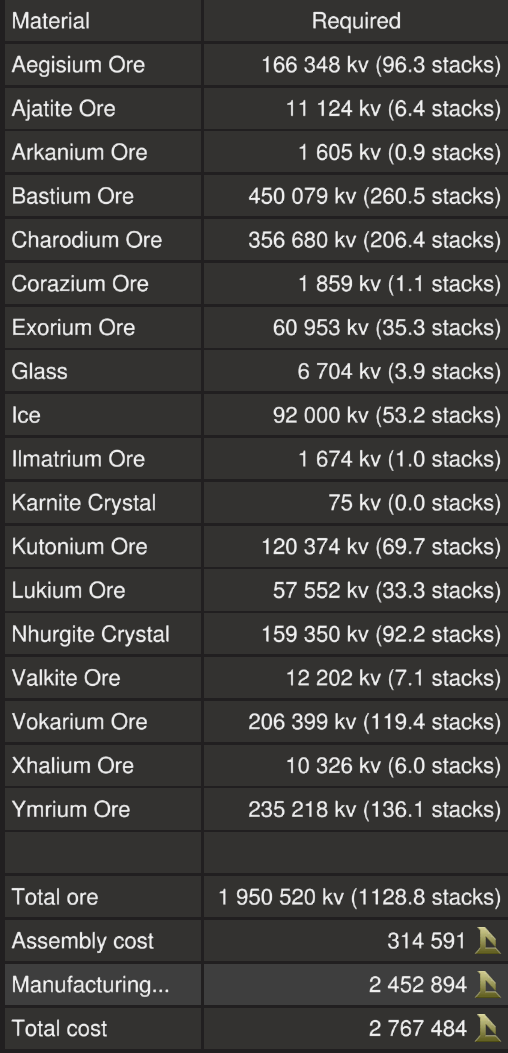 Material Required
Aegisium Ore 166 348 kv (96.3 stacks)
Ajatite Ore 11 124 kv (6.4 stacks)
Arkanium Ore 1 605 kv (0.9 stacks)
Bastium Ore 450 079 kv (260.5 stacks)
Charodium Ore 356 680 kv (206.4 stacks)
Corazium Ore 1 859 kv (1.1 stacks)
Exorium Ore 60 953 kv (35.3 stacks)
Glass 6 704 kv (3.9 stacks)
Ice 92 000 kv (53.2 stacks)
Ilmatrium Ore 1 674 kv (1.0 stacks)
Karnite Crystal 75 kv (0.0 stacks)
Kutonium Ore 120 374 kv (69.7 stacks)
Lukium Ore 57 552 kv (33.3 stacks)
Nhurgite Crystal 159 350 kv (92.2 stacks)
Valkite Ore 12 202 kv (7.1 stacks)
Vokarium Ore 206 399 kv (119.4 stacks)
Xhalium Ore 10 326 kv (6.0 stacks)
Ymrium Ore 235 218 kv (136.1 stacks)
Total ore 1 950 520 kv (1128.8 stacks)
Assembly cost 314 591
Manufacturing... 2 452 894
Total cost 2 767 484